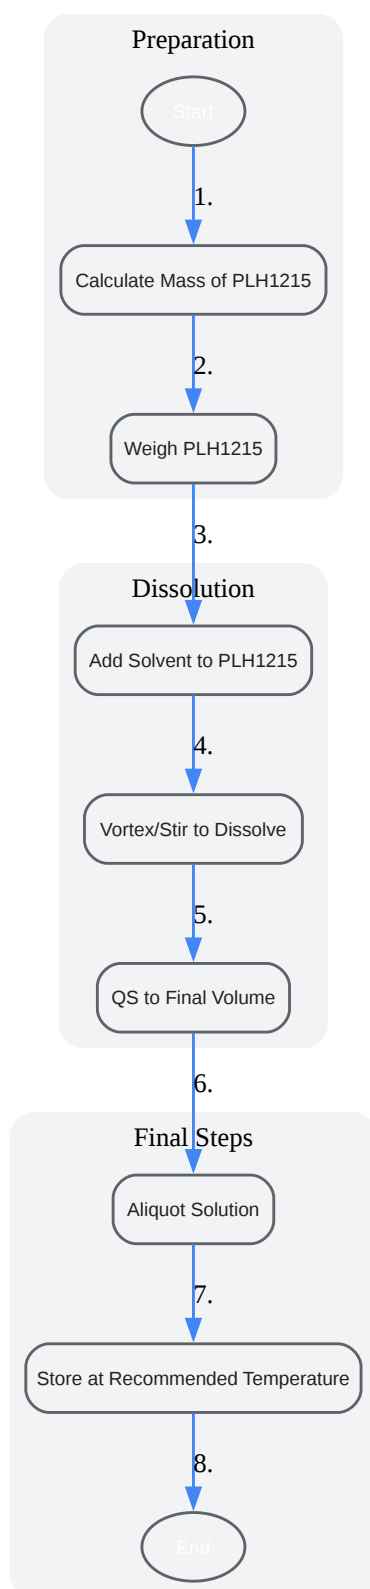 Preparation
Start
1.
Calculate Mass of PLH1215
2.
Weigh PLH1215
3.
Dissolution
Add Solvent to PLH1215
4.
Vortex/Stir to Dissolve
5.
QS to Final Volume
6.
Final Steps
Aliquot Solution
7.
Store at Recommended Temperature
8.
End